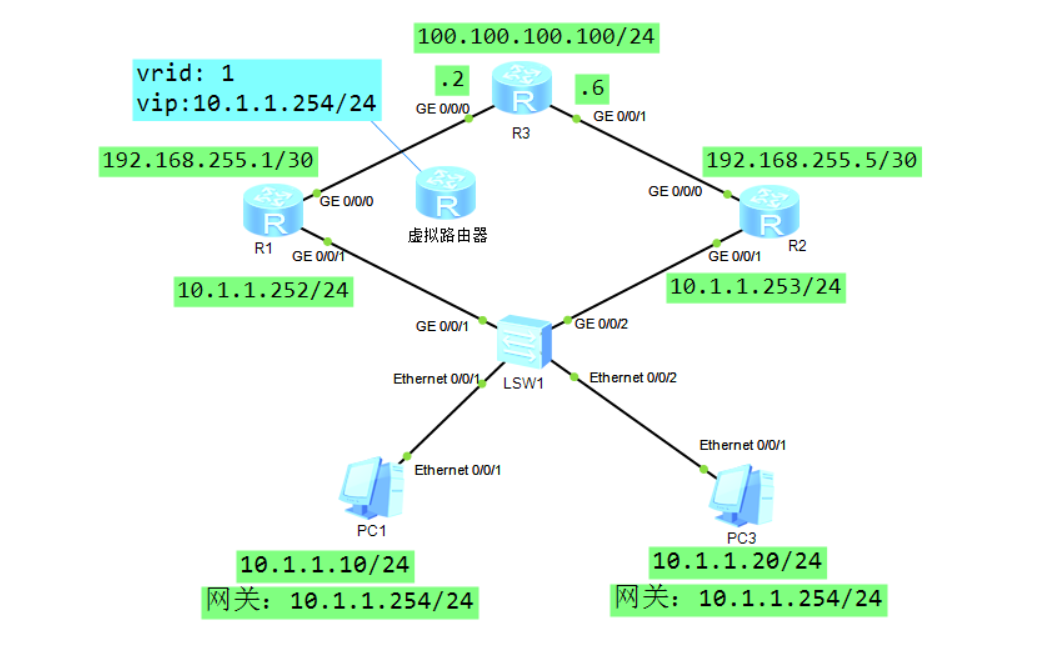 100.100.100.100/24
vrid: 1
vip:10.1.1.254/24
.2
.6
GE 0/0/0
GE 0/0/1
R
R3
192.168.255.1/30
192.168.255.5/30
R
GE 0/0/0
R
虚拟路由器
GE 0/0/0
R
R1
GE 0/0/1
R2
GE 0/0/1
10.1.1.252/24
10.1.1.253/24
GE 0/0/1
GE 0/0/2
LSW1
Ethernet 0/0/1
Ethernet 0/0/2
Ethernet 0/0/1
Ethernet 0/0/1
PC1
PC3
10.1.1.10/24
网关：10.1.1.254/24
10.1.1.20/24
网关：10.1.1.254/24